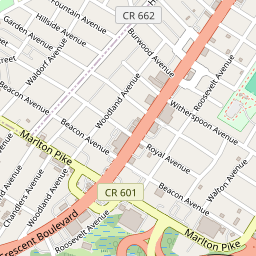 Fountain Avenue
Hillside Avenue
Garden Avenue
Street
Waldorf Avenue
CR 662
Burwood Avenue
Woodland Avenue
Roosevelt Avenue
Witherspoon Avenue
Beacon Avenue
Marlton Pike
Royal Avenue
Beacon Avenue
Walton Avenue
CR 601
Chandlers Avenue
Woodland Avenue
Crescent Boulevard
Roosevelt Avenue
Marlton Pike